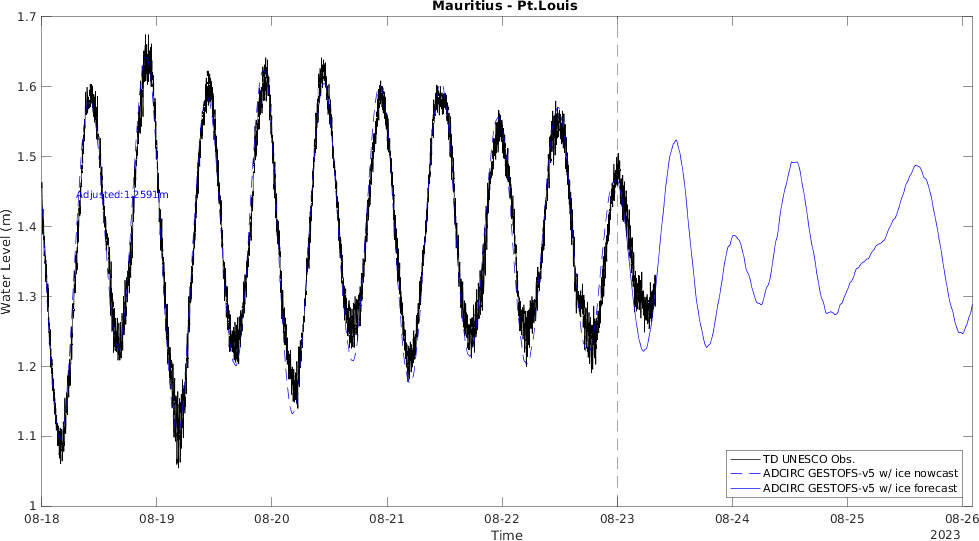 Mauritius - Pt.Louis
1.7
1.6
1.5
1.4
1.3
1.2
1.1
1
Water Level (m)
Adjusted:1.2591m
TD UNESCO Obs.
ADCIRC GESTOFS-v5 w/ ice nowcast
ADCIRC GESTOFS-v5 w/ ice forecast
08-18 08-19 08-20 08-21 08-22 08-23 08-24 08-25 08-26
Time
2023